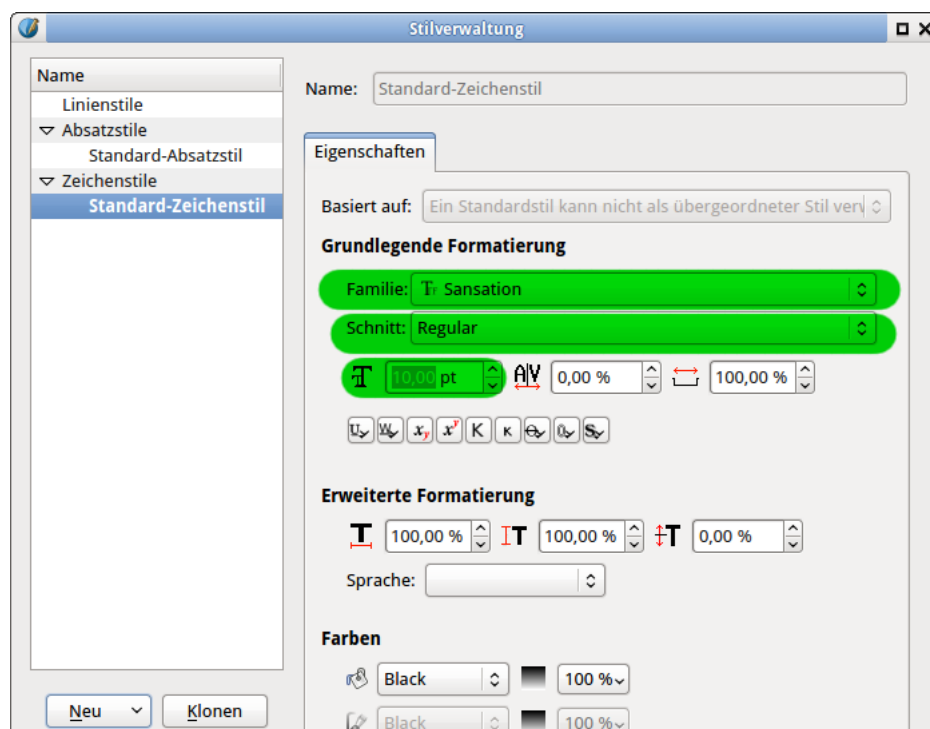 Stilverwaltung
Name
Linienstile
Absatzstile
Standard-Absatzstil
Zeichenstile
Standard-Zeichenstil
Neu
Klonen
Name: Standard-Zeichenstil
Eigenschaften
Basiert auf: Ein Standardstil kann nicht als übergeordneter Stil verv
Grundlegende Formatierung
Familie: Sansation
Schnitt: Regular
10,00 pt 0,00 % 100,00 %
Erweiterte Formatierung
100,00 % 100,00 % 0,00 %
Sprache:
Farben
Black 100 %
Black 100 %